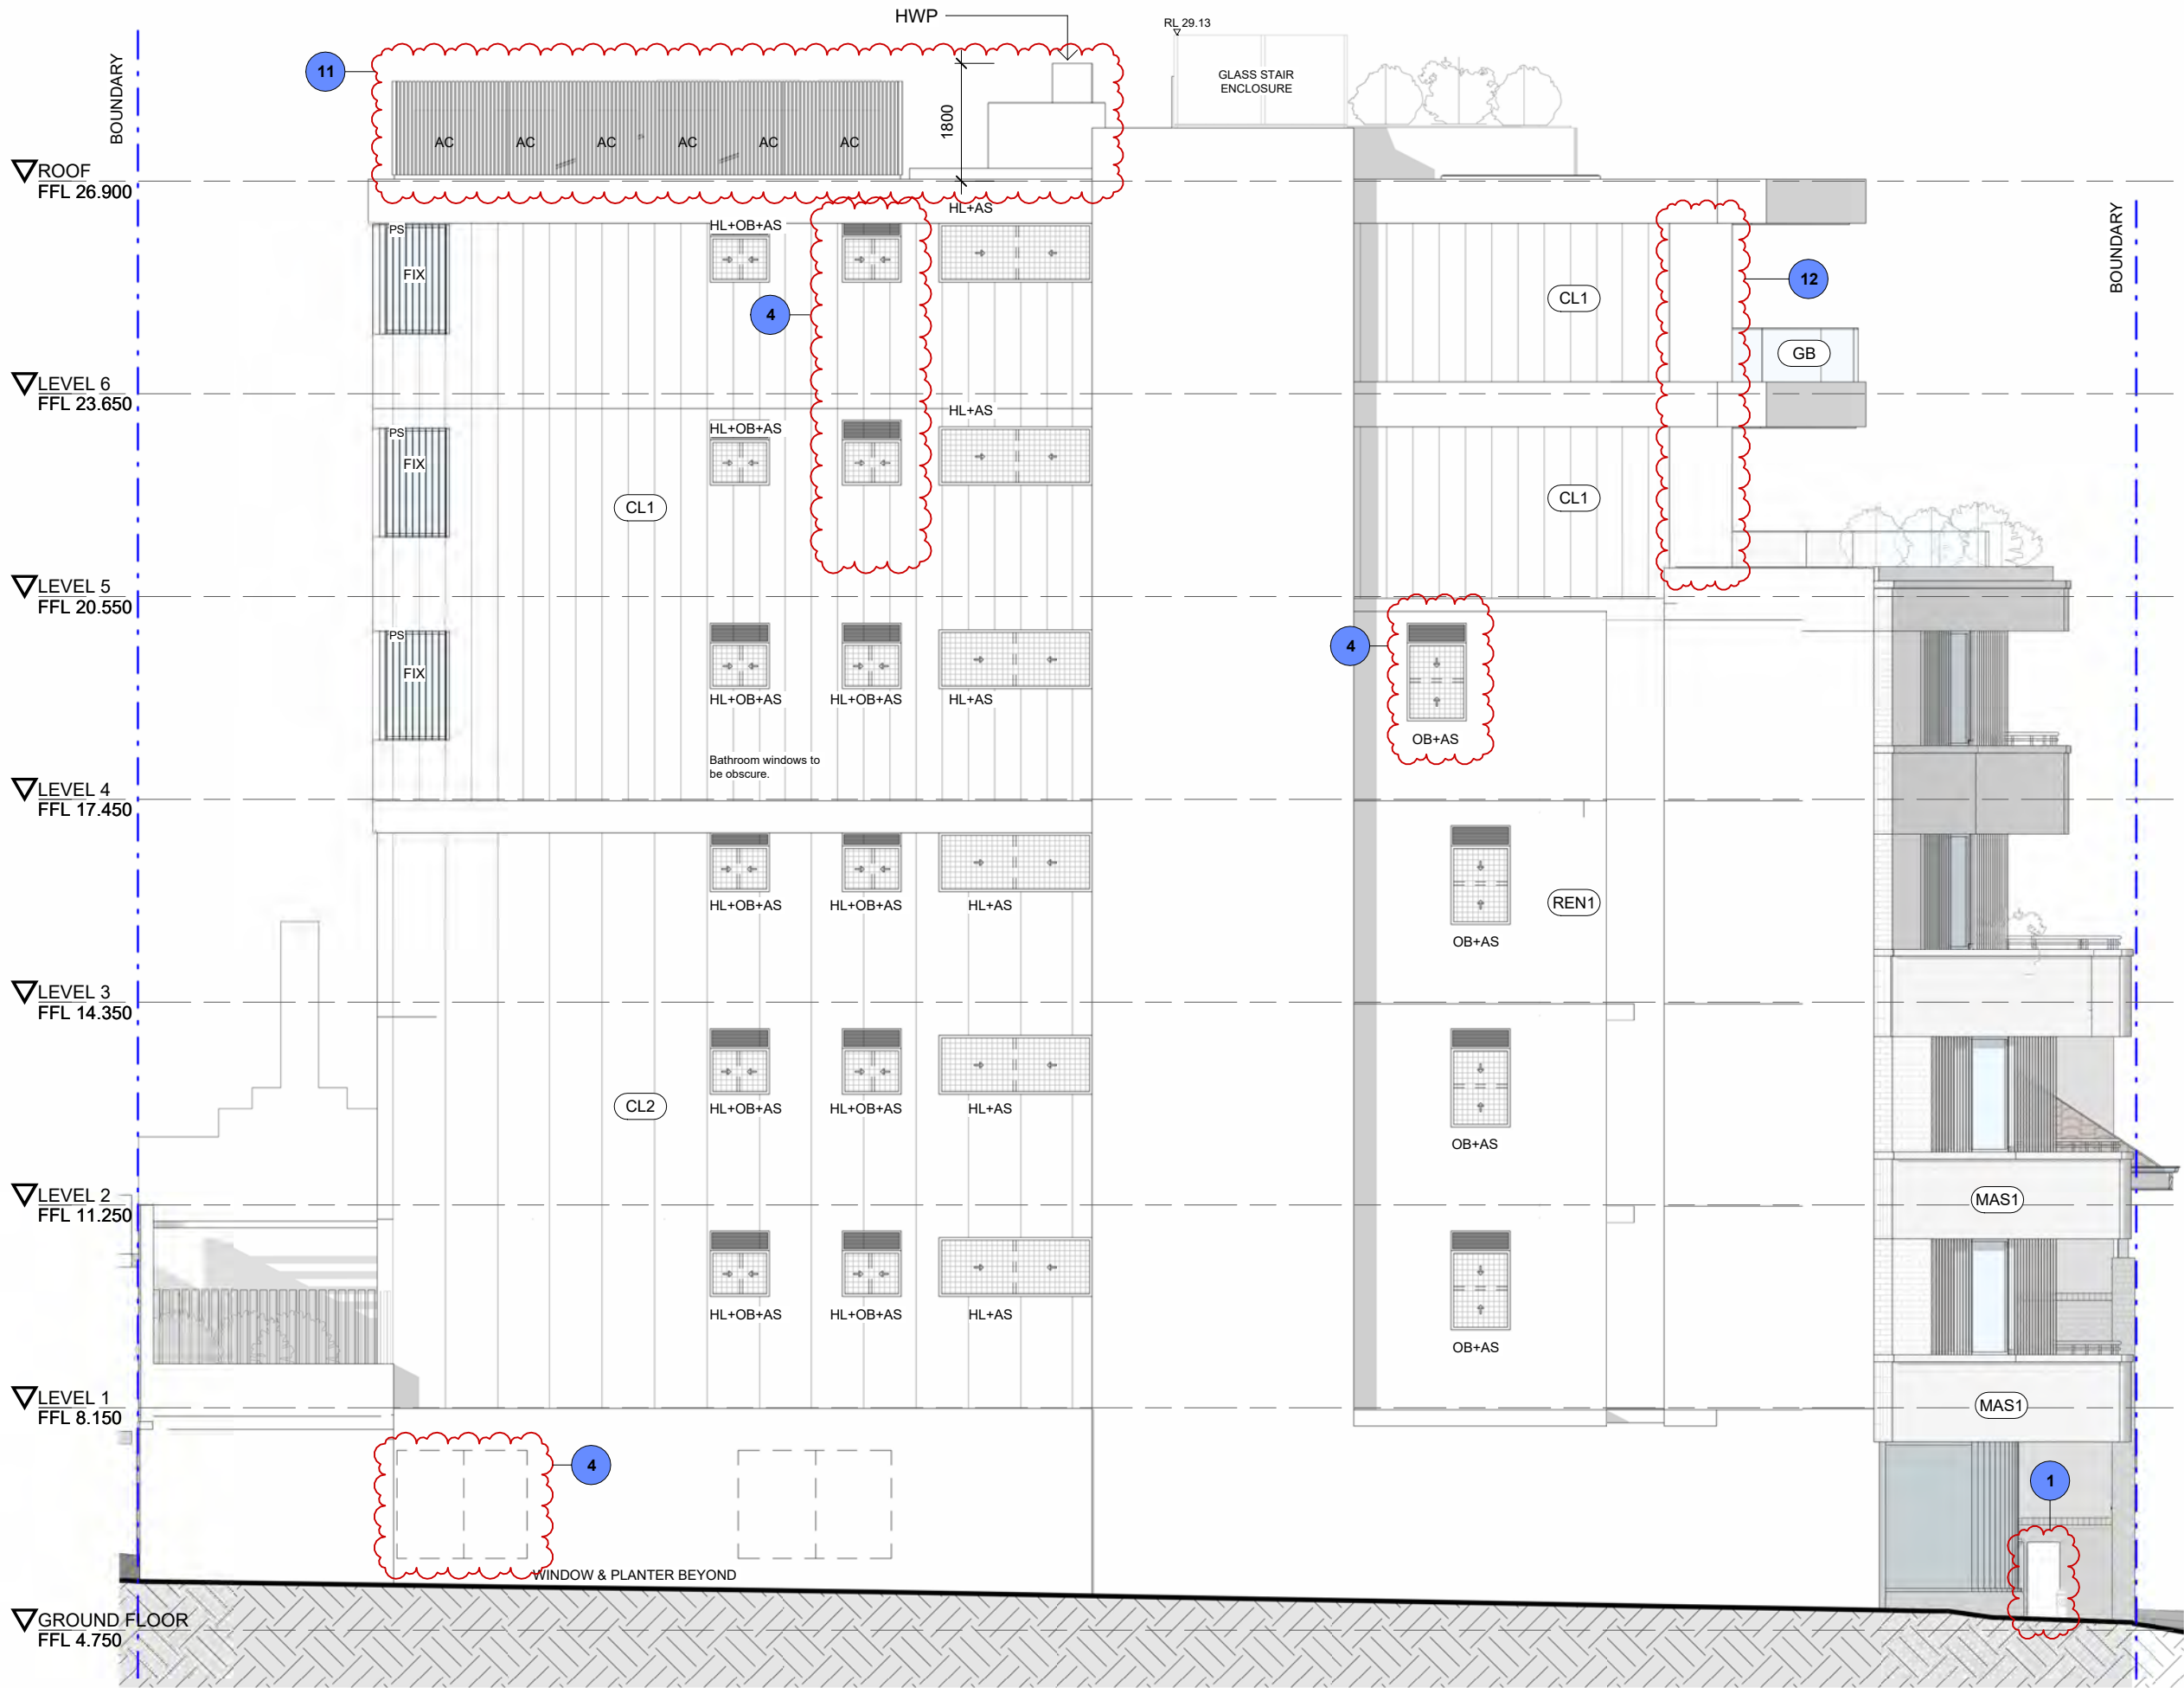 HWP
RL 29.13
BOUNDARY
11
GLASS STAIR
ENCLOSURE
1800
AC AC AC AC AC AC
ROOF
FFL 26.900
HL+AS
BOUNDARY
PS
HL+OB+AS
FIX
12
CL1
4
GB
LEVEL 6
FFL 23.650
HL+AS
PS
HL+OB+AS
FIX
CL1
CL1
LEVEL 5
FFL 20.550
PS
4
FIX
HL+OB+AS HL+OB+AS HL+AS
OB+AS
Bathroom windows to
be obscure.
LEVEL 4
FFL 17.450
HL+OB+AS HL+OB+AS HL+AS
REN1
OB+AS
LEVEL 3
FFL 14.350
CL2
HL+OB+AS HL+OB+AS HL+AS
OB+AS
LEVEL 2
FFL 11.250
MAS1
HL+OB+AS HL+OB+AS HL+AS
OB+AS
LEVEL 1
FFL 8.150
MAS1
4
1
WINDOW & PLANTER BEYOND
GROUND FLOOR
FFL 4.750